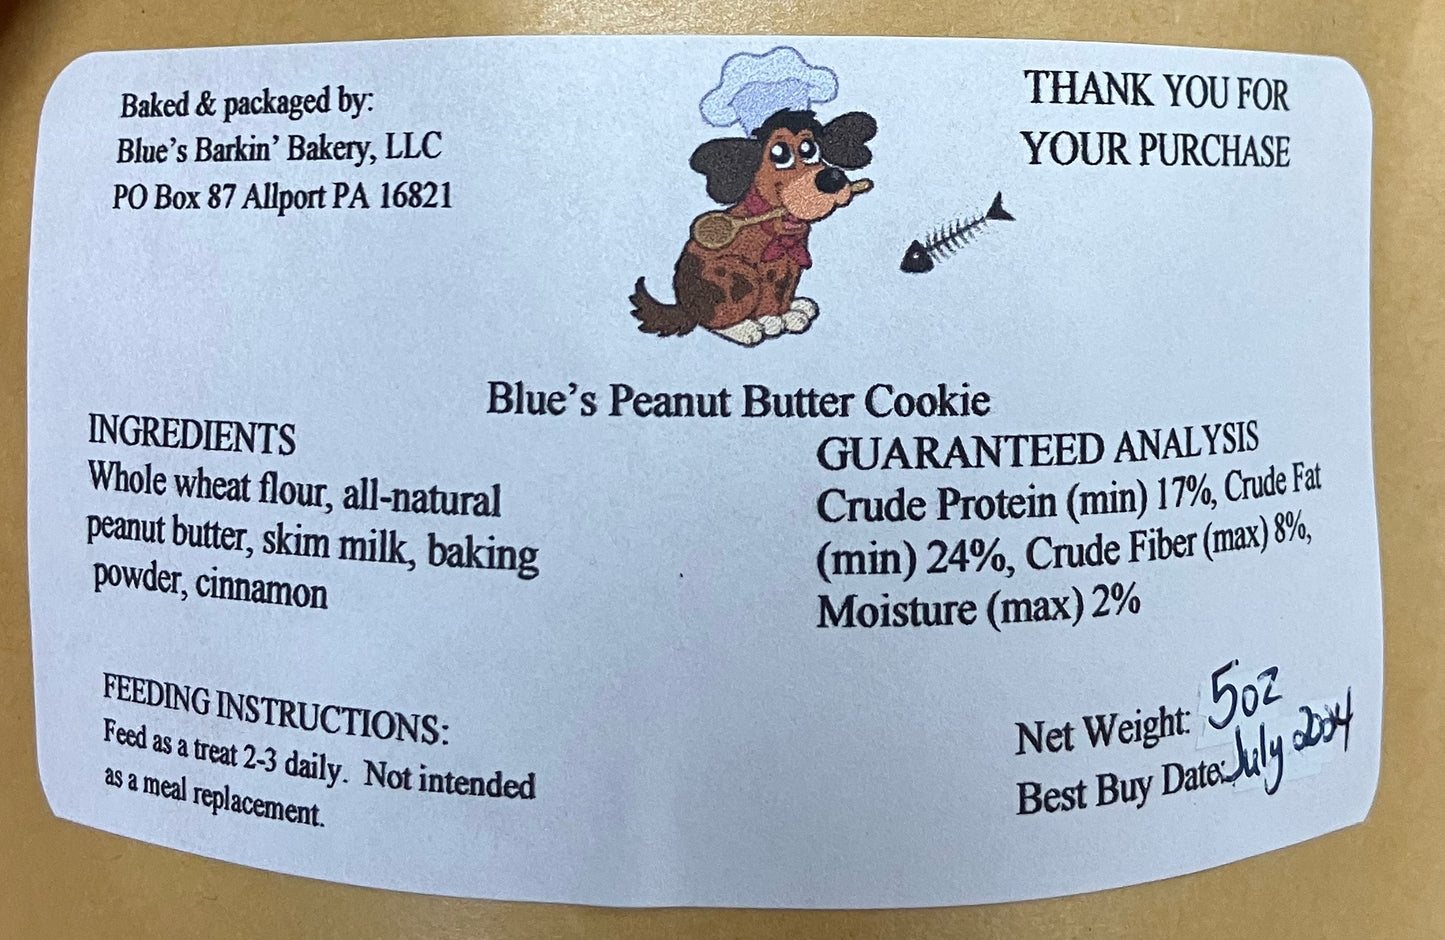 Baked & packaged by:
Blue's Barkin' Bakery, LLC
PO Box 87 Allport PA 16821
THANK YOU FOR
YOUR PURCHASE
Blue's Peanut Butter Cookie
INGREDIENTS
Whole wheat flour, all-natural
peanut butter, skim milk, baking
powder, cinnamon
GUARANTEED ANALYSIS
Crude Protein (min) 17%, Crude Fat
(min) 24%, Crude Fiber (max) 8%,
Moisture (max) 2%
FEEDING INSTRUCTIONS:
Feed as a treat 2-3 daily. Not intended
as a meal replacement.
Net Weight: 5oz
Best Buy Date: July 2024